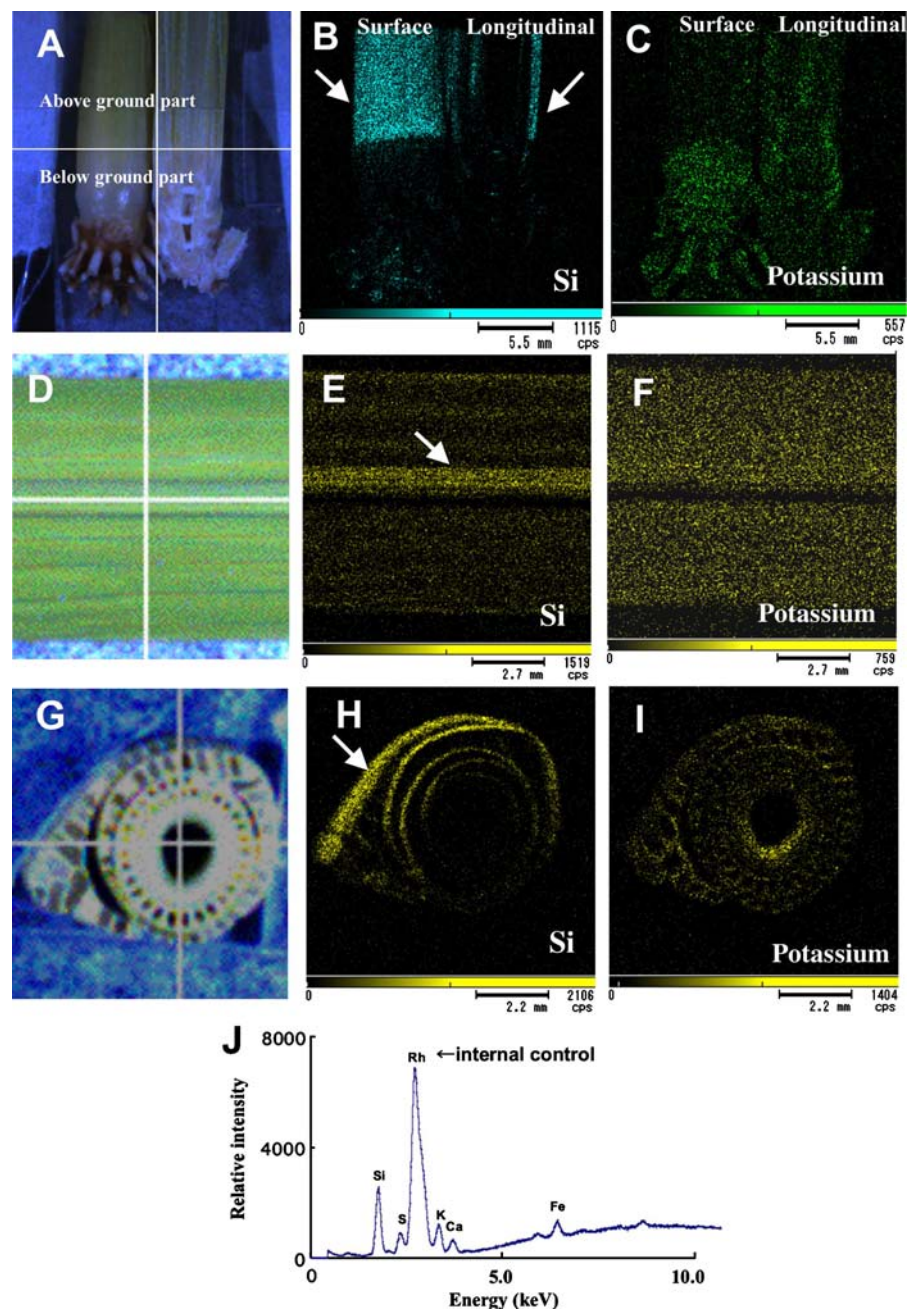 A
Above ground part
Below ground part
B
Surface Longitudinal
Si
0 1115
5.5 mm cps
C
Surface Longitudinal
Potassium
0 557
5.5 mm cps
D
E
Si
0 1519
2.7 mm cps
F
Potassium
0 759
2.7 mm cps
G
H
Si
0 2106
2.2 mm cps
I
Potassium
0 1404
2.2 mm cps
J
8000
Rh ←internal control
Relative intensity
4000
Si
S
K
Ca
Fe
0
0 5.0 10.0
Energy (keV)